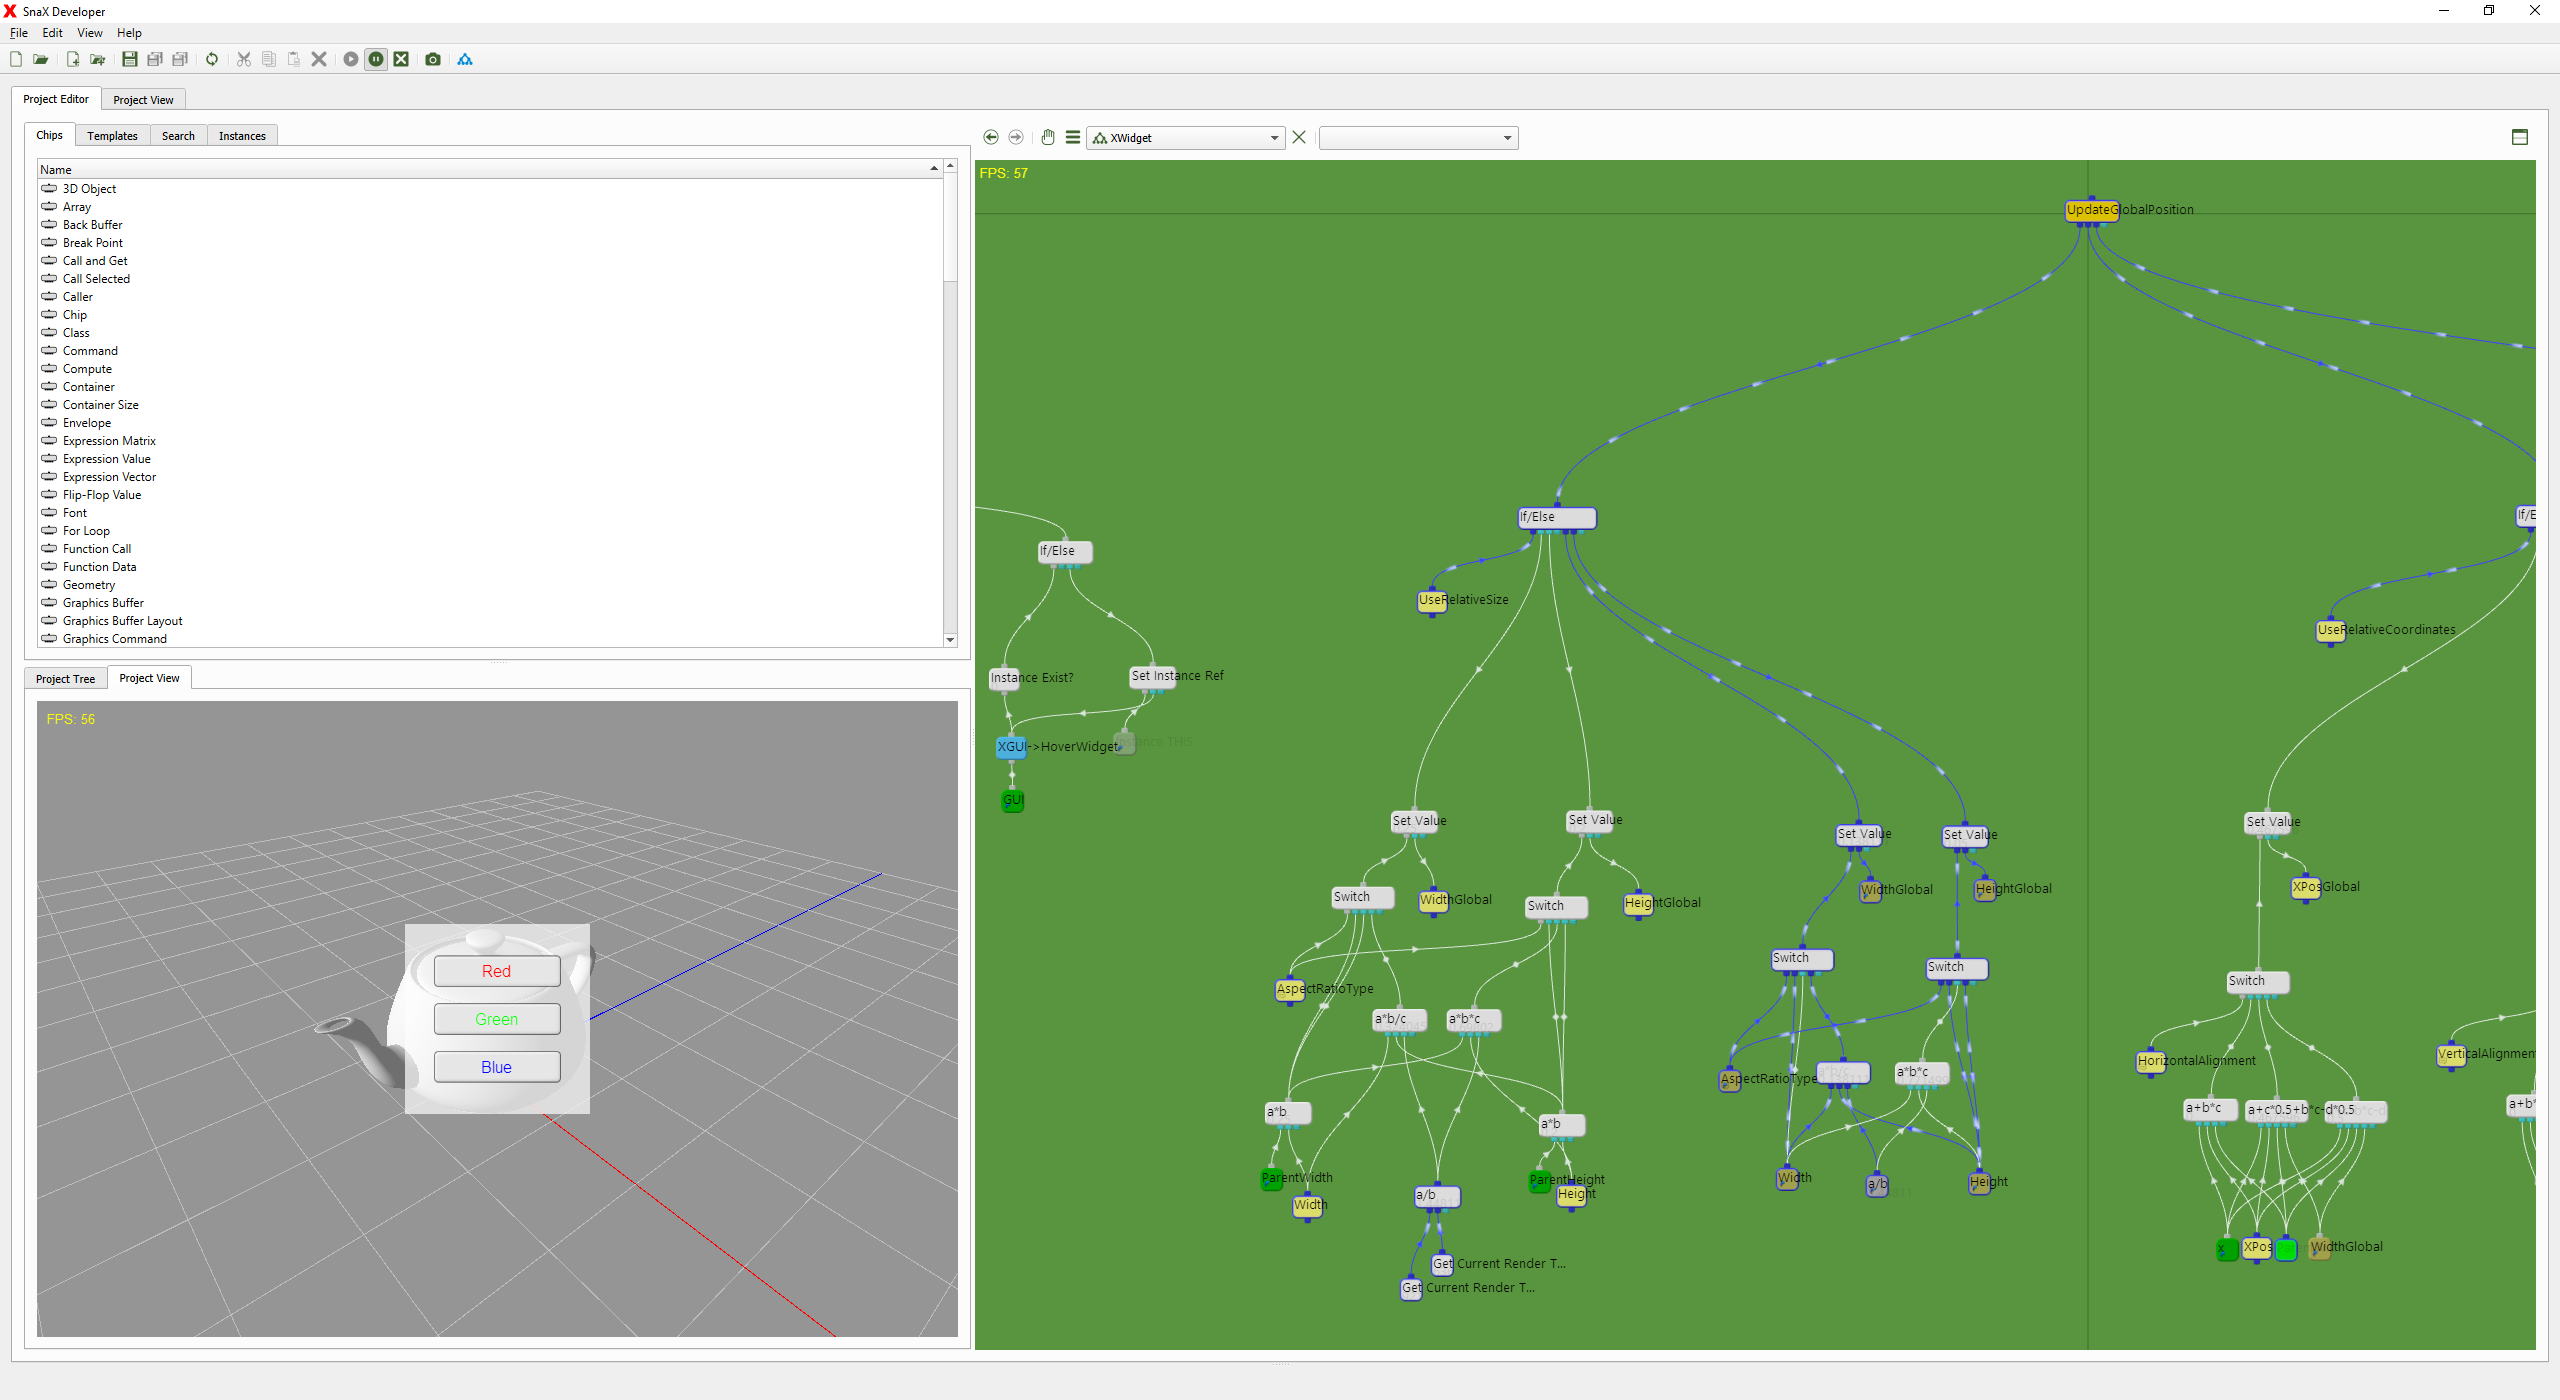 SnaX Developer
File Edit View Help
Project Editor Project View
Chips Templates Search Instances
XWidget
Name
3D Object
Array
Back Buffer
Break Point
Call and Get
Call Selected
Caller
Chip
Class
Command
Compute
Container
Container Size
Envelope
Expression Matrix
Expression Value
Expression Vector
Flip-Flop Value
Font
For Loop
Function Call
Function Data
Geometry
Graphics Buffer
Graphics Buffer Layout
Graphics Command
Project Tree Project View
FPS: 56
Red
Green
Blue
FPS: 57
UpdateGlobalPosition
If/Else
If/E
If/Else
UseRelativeSize
UseRelativeCoordinates
Instance Exist?
Set Instance Ref
XGUI->HoverWidget
Instance THIS
GUI
Set Value
Set Value
Set Value
Set Value
Set Value
WidthGlobal
HeightGlobal
XPosGlobal
Switch
WidthGlobal
Switch
HeightGlobal
Switch
Switch
Switch
AspectRatioType
a*b/c
a*b*c
HorizontalAlignment
VerticalAlignmen
AspectRatioType
a*b/c
a*b*c
a*b
a*b
a+b*c
a+c*0.5+b*c-d*0.5
a+b*
ParentWidth
Width
a/b
ParentHeight
Height
Width
a/b
Height
X
XPos
WidthGlobal
Get Current Render T...
Get Current Render T...